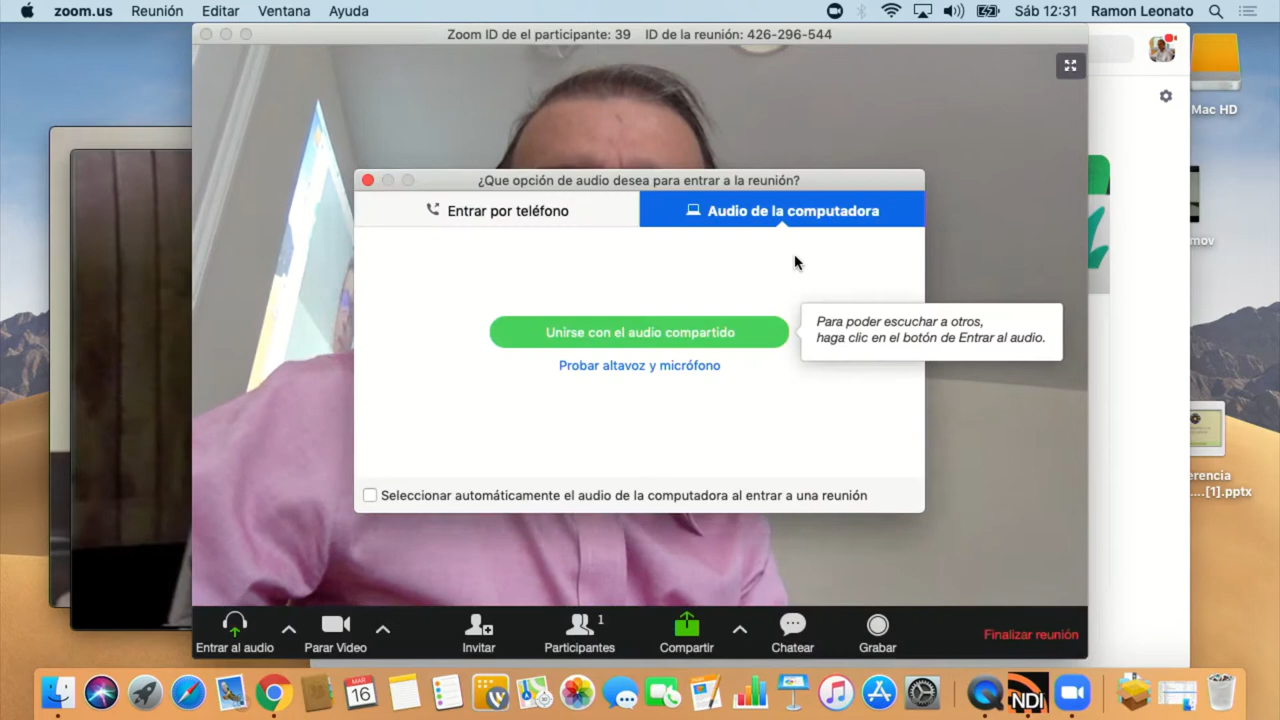 zoom.us Reunión Editar Ventana Ayuda Sáb 12:31 Ramon Leonato
Zoom ID de el participante: 39 ID de la reunión: 426-296-544
Mac HD
¿Que opción de audio desea para entrar a la reunión?
Entrar por teléfono Audio de la computadora
mov
Unirse con el audio compartido
Para poder escuchar a otros,
haga clic en el botón de Entrar al audio.
Probar altavoz y micrófono
erencia
....[1].pptx
Seleccionar automáticamente el audio de la computadora al entrar a una reunión
1
Entrar al audio Parar Video Invitar Participantes Compartir Chatear Grabar Finalizar reunión
MAR
16
NDI